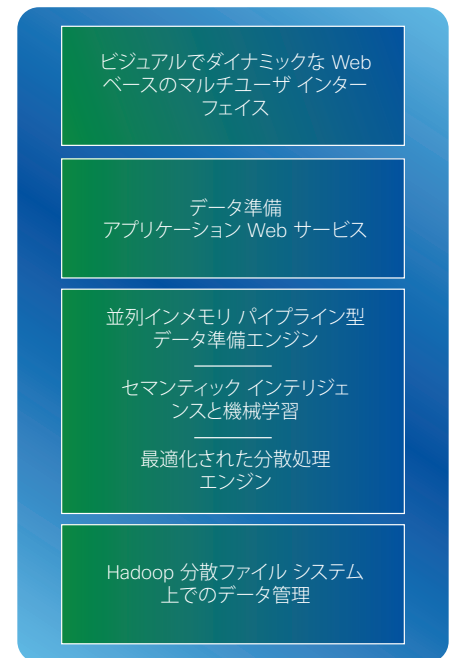 ビジュアルでダイナミックな Web
ベースのマルチユーザ インター
フェイス
データ準備
アプリケーション Web サービス
並列インメモリ パイプライン型
データ準備エンジン
セマンティック インテリジェ
ンスと機械学習
最適化された分散処理
エンジン
Hadoop 分散ファイル システム
上でのデータ管理